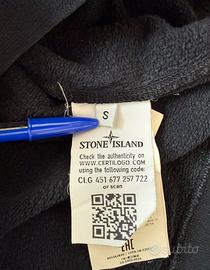 S
STONE ISLAND
Check the authenticity on
WWW.CERTILOGO.COM
using the following code:
CLG 451 677 257 722
or scan
EAC
subito